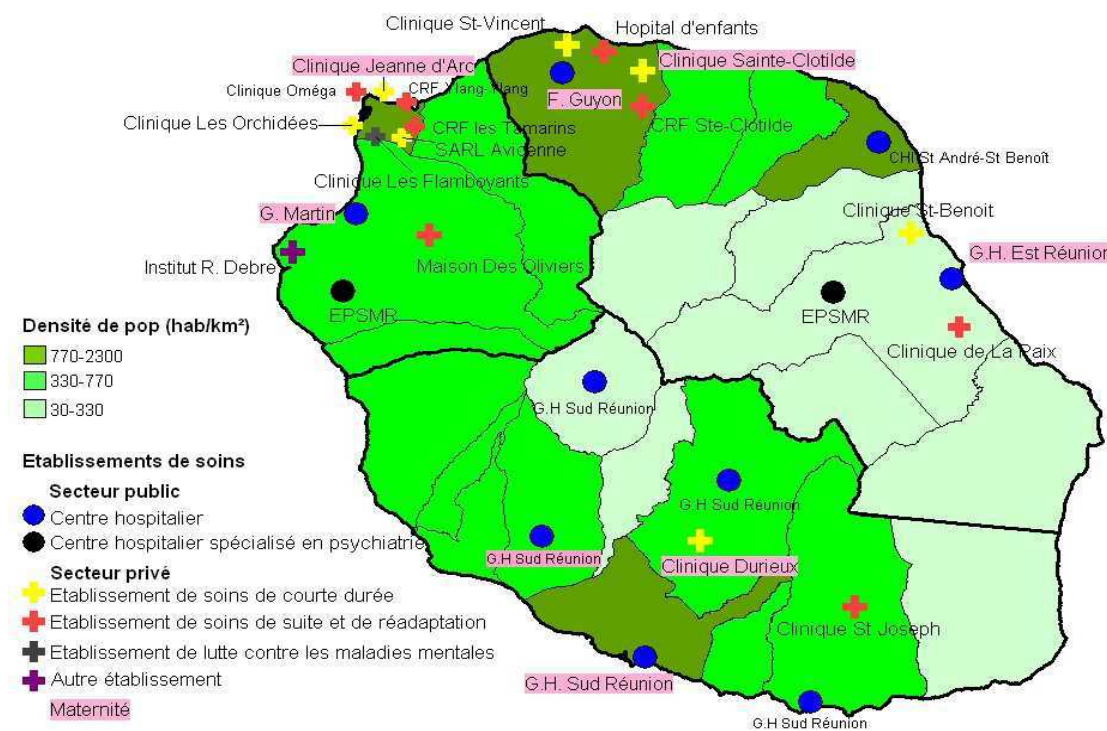 Clinique St-Vincent
Hopital d'enfants
Clinique Jeanne d'Arc
Clinique Sainte-Clotilde
Clinique Oméga
CRF Ylang-Ylang
F. Guyon
Clinique Les Orchidées
CRF les Tamarins
CRF Ste-Clotilde
SARL Avicenne
CHI St André-St Benoît
Clinique Les Flamboyants
G. Martin
Clinique St-Benoit
G.H. Est Réunion
Institut R. Debré
Maison Des Oliviers
EPSMR
EPSMR
Densité de pop (hab/km²)
770-2300
330-770
30-330
Clinique de La Paix
G.H Sud Réunion
Etablissements de soins
Secteur public
Centre hospitalier
Centre hospitalier spécialisé en psychiatrie
G.H Sud Réunion
G.H Sud Réunion
Clinique Durieux
Secteur privé
Etablissement de soins de courte durée
Etablissement de soins de suite et de réadaptation
Etablissement de lutte contre les maladies mentales
Autre établissement
Maternité
Clinique St Joseph
G.H. Sud Réunion
G.H Sud Réunion